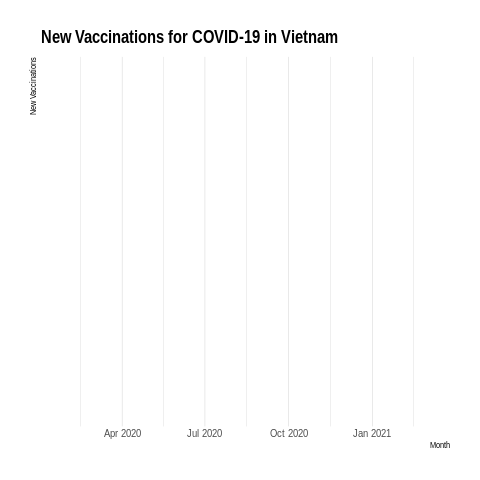 New Vaccinations for COVID-19 in Vietnam
New Vaccinations
Apr 2020
Jul 2020
Oct 2020
Jan 2021
Month